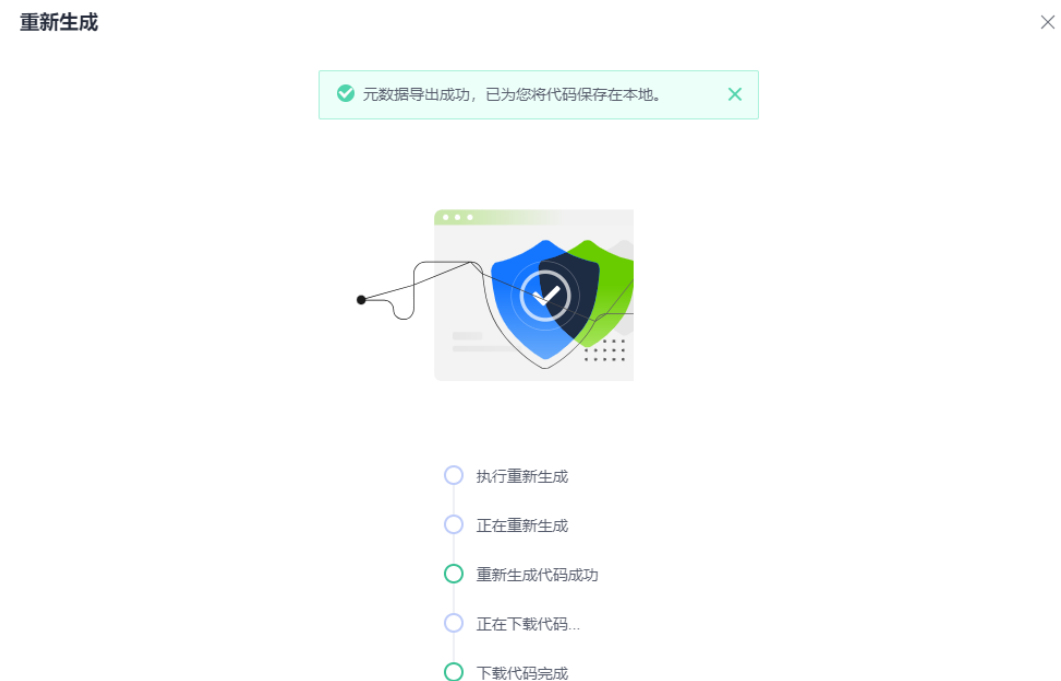 重新生成
元数据导出成功，已为您将代码保存在本地。
执行重新生成
正在重新生成
重新生成代码成功
正在下载代码...
下载代码完成